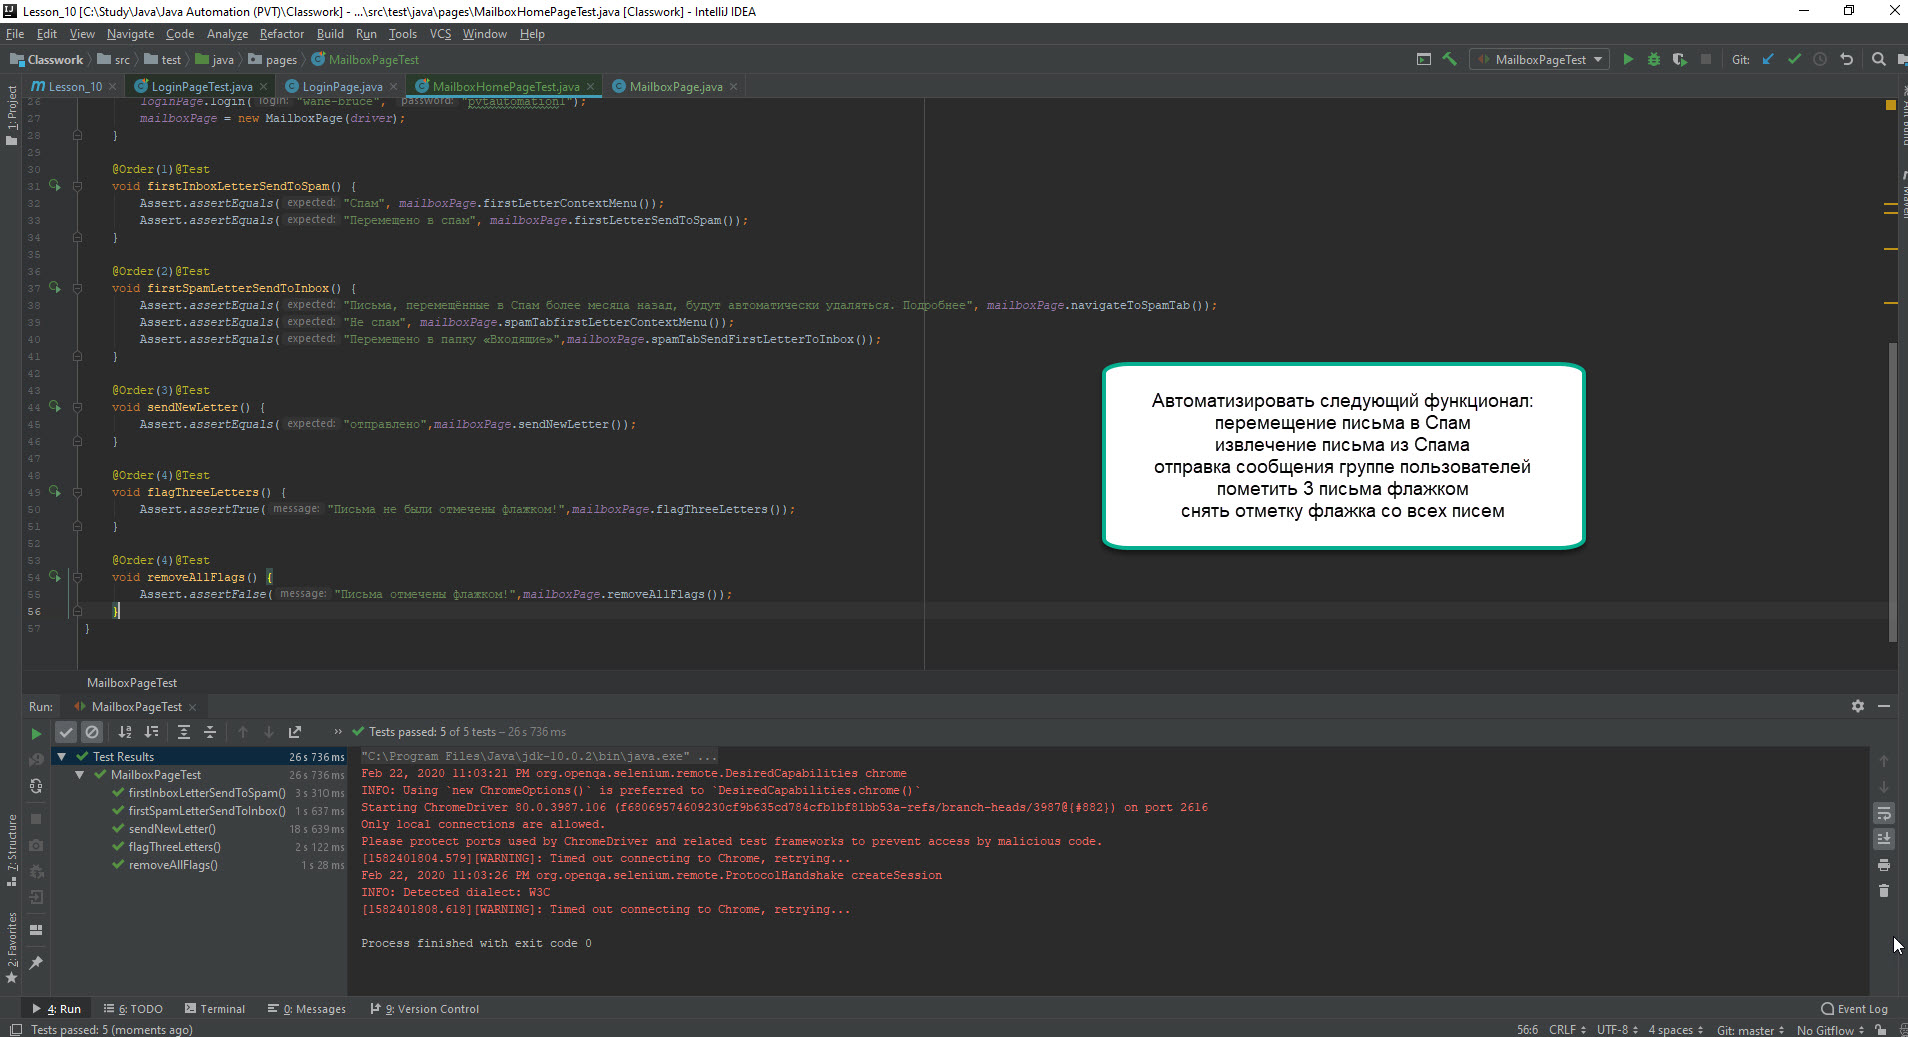 Lesson_10 [C:\Study\Java\Java Automation (PVT)\Classwork] - ...\src\test\java\pages\MailboxHomePageTest.java [Classwork] - IntelliJ IDEA
File Edit View Navigate Code Analyze Refactor Build Run Tools VCS Window Help
Classwork src test java pages MailboxPageTest MailboxPageTest Git:
Lesson_10 LoginPageTest.java LoginPage.java MailboxHomePageTest.java MailboxPage.java
1: Project
26 loginPage.login( login: "wane-bruce", password: "pvtautomation1");
27 mailboxPage = new MailboxPage(driver);
28 }
29
30 @Order(1)@Test
31 void firstInboxLetterSendToSpam() {
32 Assert.assertEquals( expected: "Спам", mailboxPage.firstLetterContextMenu());
33 Assert.assertEquals( expected: "Перемещено в спам", mailboxPage.firstLetterSendToSpam());
34 }
35
36 @Order(2)@Test
37 void firstSpamLetterSendToInbox() {
38 Assert.assertEquals( expected: "Письма, перемещённые в Спам более месяца назад, будут автоматически удаляться. Подробнее", mailboxPage.navigateToSpamTab());
39 Assert.assertEquals( expected: "Не спам", mailboxPage.spamTabfirstLetterContextMenu());
40 Assert.assertEquals( expected: "Перемещено в папку «Входящие»",mailboxPage.spamTabSendFirstLetterToInbox());
41 }
42
43 @Order(3)@Test
44 void sendNewLetter() {
45 Assert.assertEquals( expected: "отправлено",mailboxPage.sendNewLetter());
46 }
47
48 @Order(4)@Test
49 void flagThreeLetters() {
50 Assert.assertTrue( message: "Письма не были отмечены флажком!",mailboxPage.flagThreeLetters());
51 }
52
53 @Order(4)@Test
54 void removeAllFlags() {
55 Assert.assertFalse( message: "Письма отмечены флажком!",mailboxPage.removeAllFlags());
56 }
57 }
Автоматизировать следующий функционал:
перемещение письма в Спам
извлечение письма из Спама
отправка сообщения группе пользователей
пометить 3 письма флажком
снять отметку флажка со всех писем
MailboxPageTest
Run: MailboxPageTest
Tests passed: 5 of 5 tests – 26 s 736 ms
Test Results 26 s 736 ms
MailboxPageTest 26 s 736 ms
firstInboxLetterSendToSpam() 3 s 310 ms
firstSpamLetterSendToInbox() 1 s 637 ms
sendNewLetter() 18 s 639 ms
flagThreeLetters() 2 s 122 ms
removeAllFlags() 1 s 28 ms
"C:\Program Files\Java\jdk-10.0.2\bin\java.exe" ...
Feb 22, 2020 11:03:21 PM org.openqa.selenium.remote.DesiredCapabilities chrome
INFO: Using `new ChromeOptions()` is preferred to `DesiredCapabilities.chrome()`
Starting ChromeDriver 80.0.3987.106 (f68069574609230cf9b635cd784cfb1bf81bb53a-refs/branch-heads/3987@{#882}) on port 2616
Only local connections are allowed.
Please protect ports used by ChromeDriver and related test frameworks to prevent access by malicious code.
[1582401804.579][WARNING]: Timed out connecting to Chrome, retrying...
Feb 22, 2020 11:03:26 PM org.openqa.selenium.remote.ProtocolHandshake createSession
INFO: Detected dialect: W3C
[1582401808.618][WARNING]: Timed out connecting to Chrome, retrying...
Process finished with exit code 0
7: Structure
2: Favorites
4: Run 6: TODO Terminal 0: Messages 9: Version Control Event Log
Tests passed: 5 (moments ago) 56:6 CRLF UTF-8 4 spaces Git: master No Gitflow